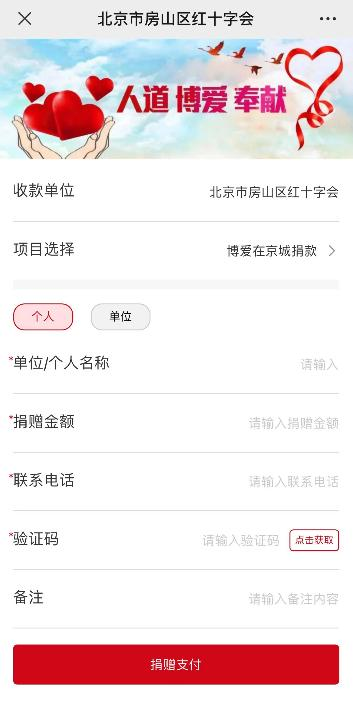 北京市房山区红十字会
人道 博爱 奉献
收款单位 北京市房山区红十字会
项目选择 博爱在京城捐款
个人 单位
*单位/个人名称 请输入
*捐赠金额 请输入捐赠金额
*联系电话 请输入联系电话
*验证码 请输入验证码 点击获取
备注 请输入备注内容
捐赠支付